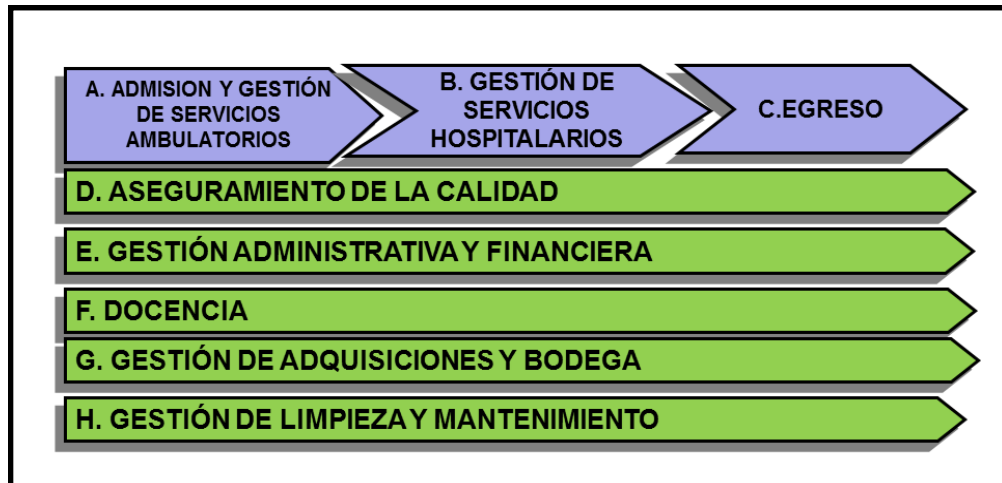 A. ADMISION Y GESTIÓN
DE SERVICIOS
AMBULATORIOS
B. GESTIÓN DE
SERVICIOS
HOSPITALARIOS
C.EGRESO
D. ASEGURAMIENTO DE LA CALIDAD
E. GESTIÓN ADMINISTRATIVA Y FINANCIERA
F. DOCENCIA
G. GESTIÓN DE ADQUISICIONES Y BODEGA
H. GESTIÓN DE LIMPIEZA Y MANTENIMIENTO